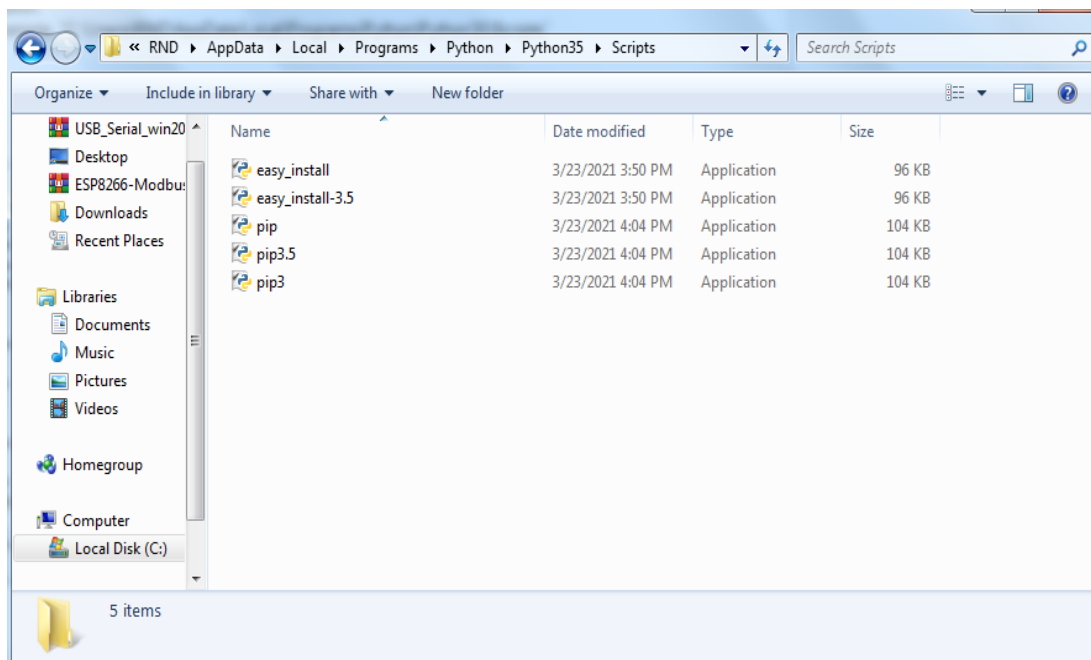 « RND ▸ AppData ▸ Local ▸ Programs ▸ Python ▸ Python35 ▸ Scripts
Search Scripts
Organize Include in library Share with New folder
Name Date modified Type Size
USB_Serial_win20
Desktop
ESP8266-Modbu
Downloads
Recent Places
Libraries
Documents
Music
Pictures
Videos
Homegroup
Computer
Local Disk (C:)
easy_install 3/23/2021 3:50 PM Application 96 KB
easy_install-3.5 3/23/2021 3:50 PM Application 96 KB
pip 3/23/2021 4:04 PM Application 104 KB
pip3.5 3/23/2021 4:04 PM Application 104 KB
pip3 3/23/2021 4:04 PM Application 104 KB
5 items